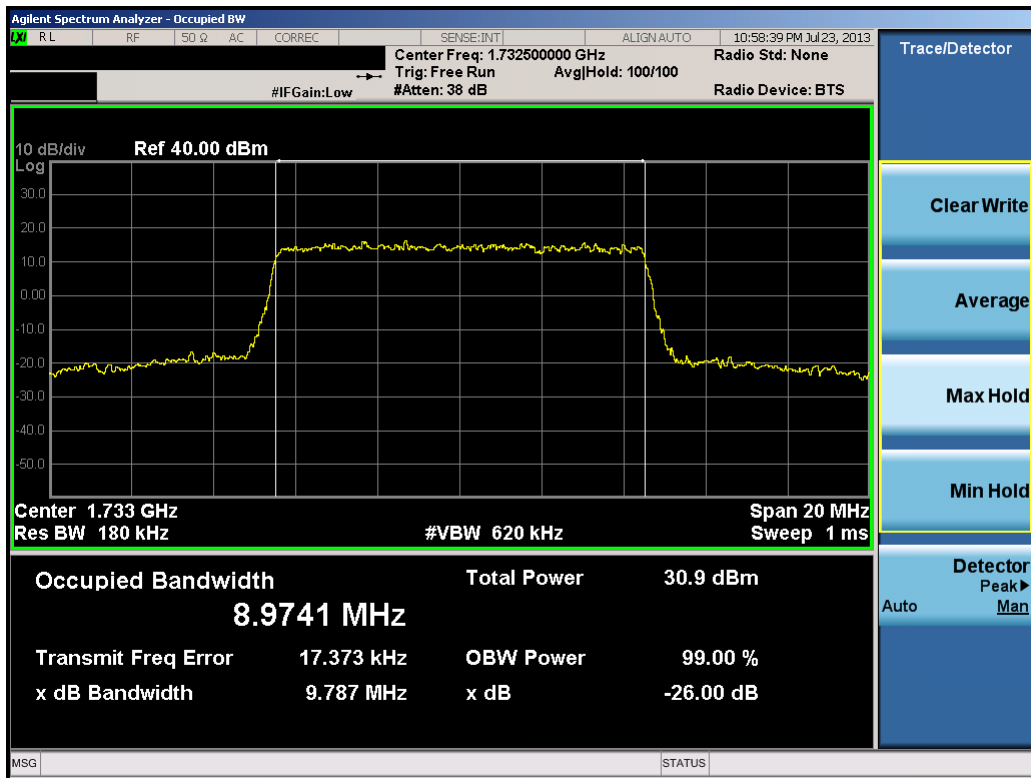 Agilent Spectrum Analyzer - Occupied BW
LXI RL RF 50 Ω AC CORREC SENSE:INT ALIGN AUTO 10:58:39 PM Jul 23, 2013
Center Freq: 1.732500000 GHz Radio Std: None
Trig: Free Run Avg|Hold: 100/100
#IFGain:Low #Atten: 38 dB Radio Device: BTS
10 dB/div Ref 40.00 dBm
Log
30.0
20.0
10.0
0.00
-10.0
-20.0
-30.0
-40.0
-50.0
Center 1.733 GHz Span 20 MHz
Res BW 180 kHz #VBW 620 kHz Sweep 1 ms
Occupied Bandwidth Total Power 30.9 dBm
8.9741 MHz
Transmit Freq Error 17.373 kHz OBW Power 99.00 %
x dB Bandwidth 9.787 MHz x dB -26.00 dB
MSG STATUS
Trace/Detector
Clear Write
Average
Max Hold
Min Hold
Detector
Peak▶
Auto Man